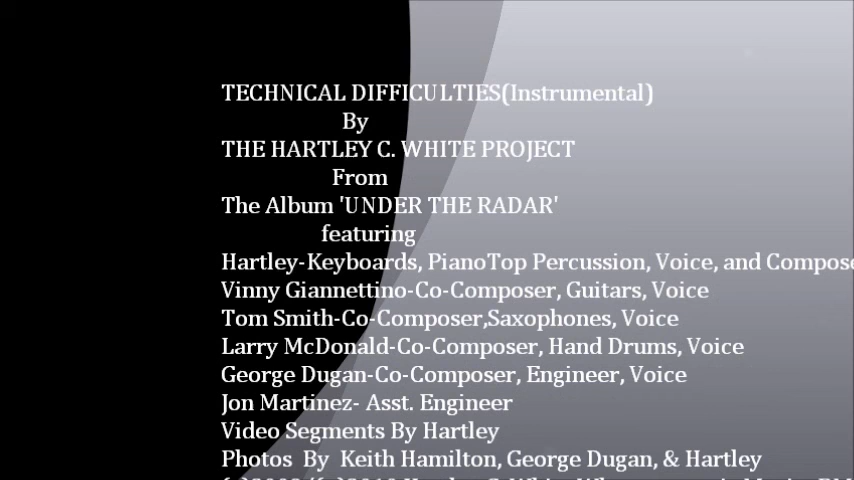 TECHNICAL DIFFICULTIES(Instrumental)
By
THE HARTLEY C. WHITE PROJECT
From
The Album 'UNDER THE RADAR'
featuring
Hartley-Keyboards, PianoTop Percussion, Voice, and Compose
Vinny Giannettino-Co-Composer, Guitars, Voice
Tom Smith-Co-Composer,Saxophones, Voice
Larry McDonald-Co-Composer, Hand Drums, Voice
George Dugan-Co-Composer, Engineer, Voice
Jon Martinez- Asst. Engineer
Video Segments By Hartley
Photos By Keith Hamilton, George Dugan, & Hartley